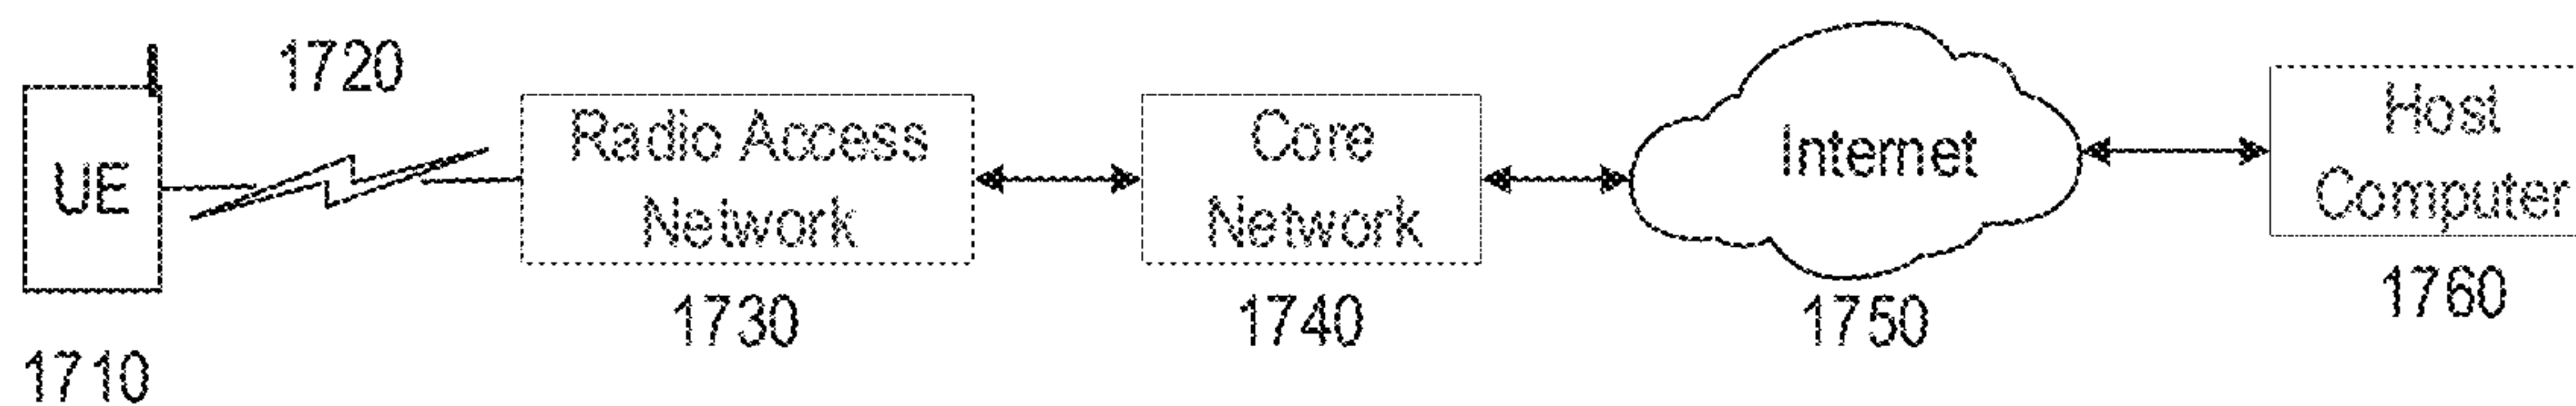 1720
UE
1710
Radio Access
Network
1730
Core
Network
1740
Internet
1750
Host
Computer
1760